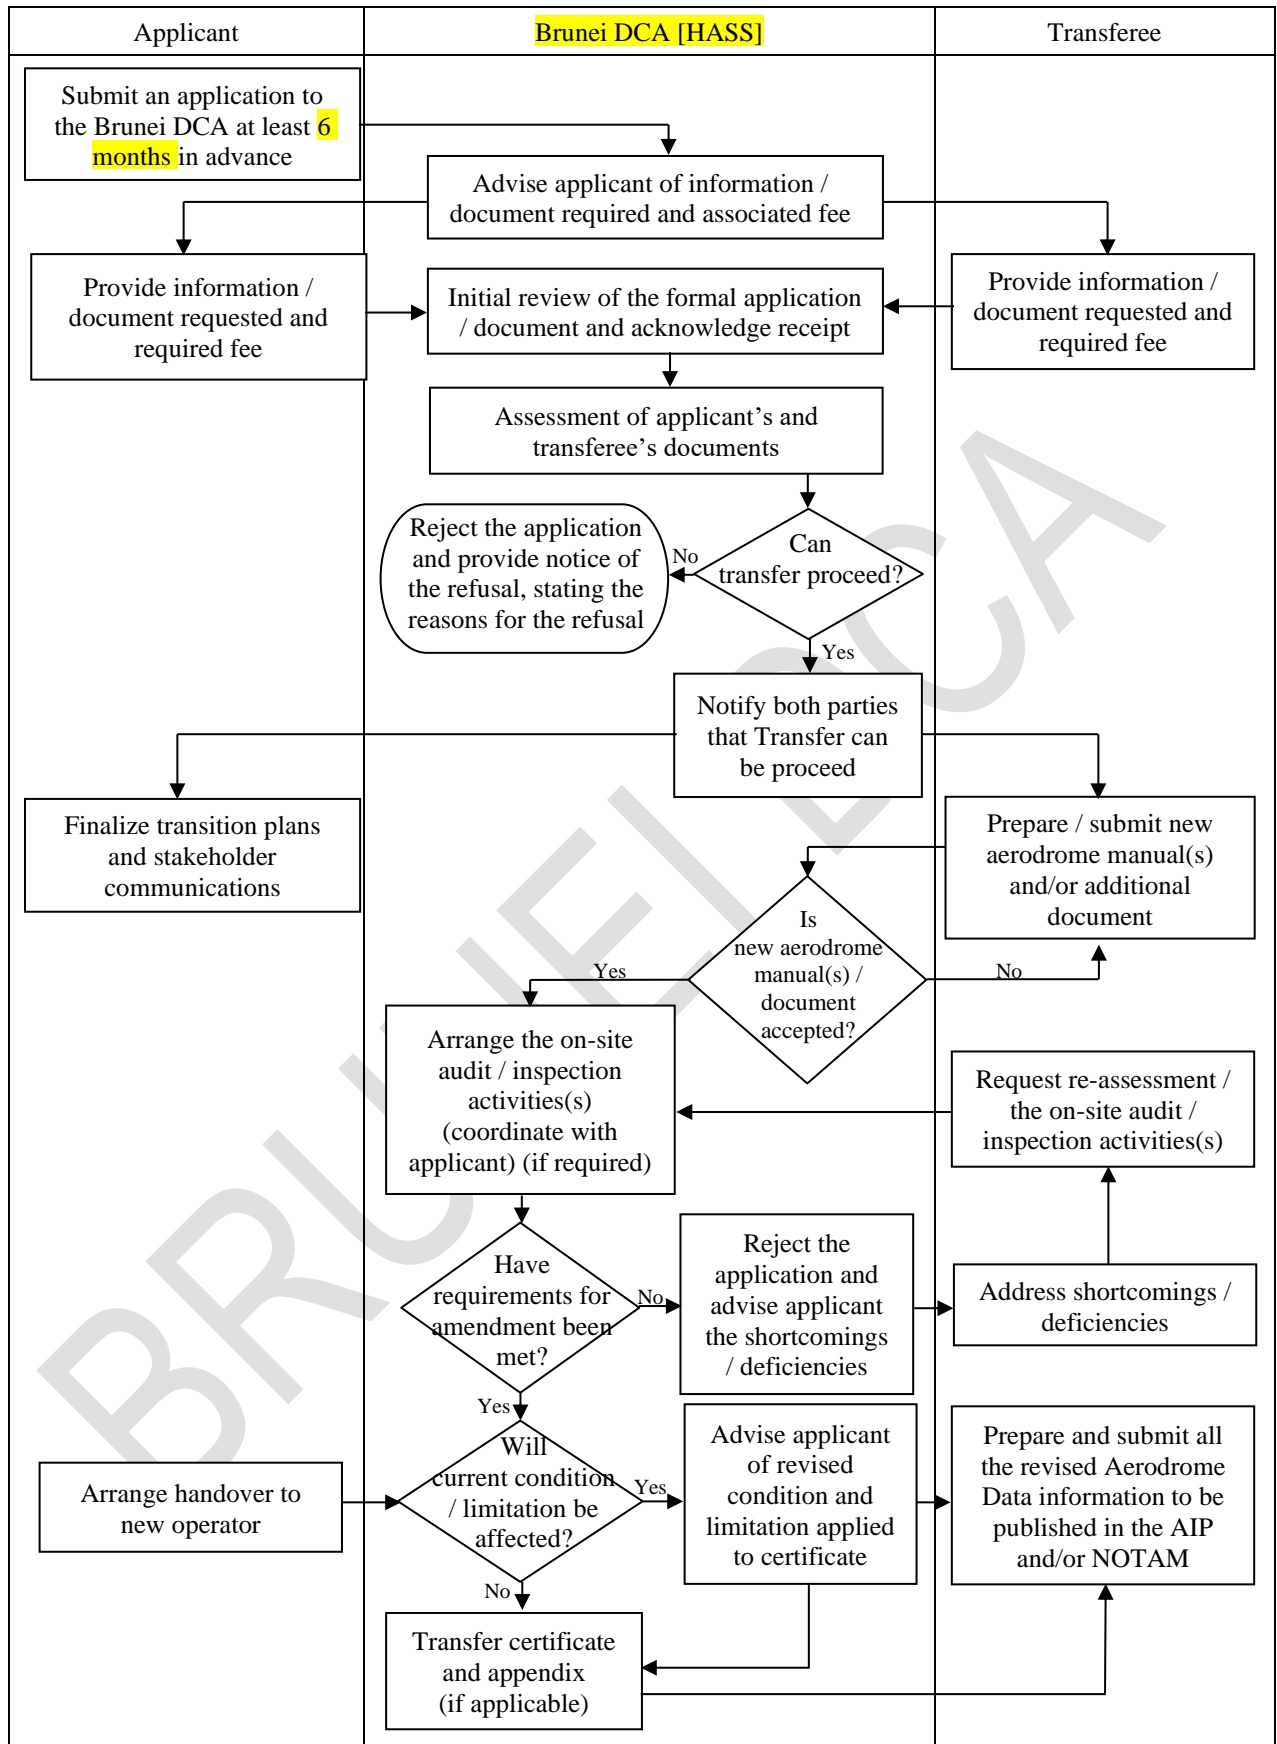 Applicant
Brunei DCA [HASS]
Transferee
Submit an application to
the Brunei DCA at least 6
months in advance
Advise applicant of information /
document required and associated fee
Provide information /
document requested and
required fee
Initial review of the formal application
/ document and acknowledge receipt
Provide information /
document requested and
required fee
Assessment of applicant’s and
transferee’s documents
Reject the application
and provide notice of
the refusal, stating the
reasons for the refusal
No
Can
transfer proceed?
Yes
Notify both parties
that Transfer can
be proceed
Finalize transition plans
and stakeholder
communications
Prepare / submit new
aerodrome manual(s)
and/or additional
document
Is
new aerodrome
manual(s) /
document
accepted?
Yes
No
Arrange the on-site
audit / inspection
activities(s)
(coordinate with
applicant) (if required)
Request re-assessment /
the on-site audit /
inspection activities(s)
Have
requirements for
amendment been
met?
No
Reject the
application and
advise applicant
the shortcomings
/ deficiencies
Address shortcomings /
deficiencies
Yes
Arrange handover to
new operator
Will
current condition
/ limitation be
affected?
Yes
Advise applicant
of revised
condition and
limitation applied
to certificate
Prepare and submit all
the revised Aerodrome
Data information to be
published in the AIP
and/or NOTAM
No
Transfer certificate
and appendix
(if applicable)
BRUNEI DCA